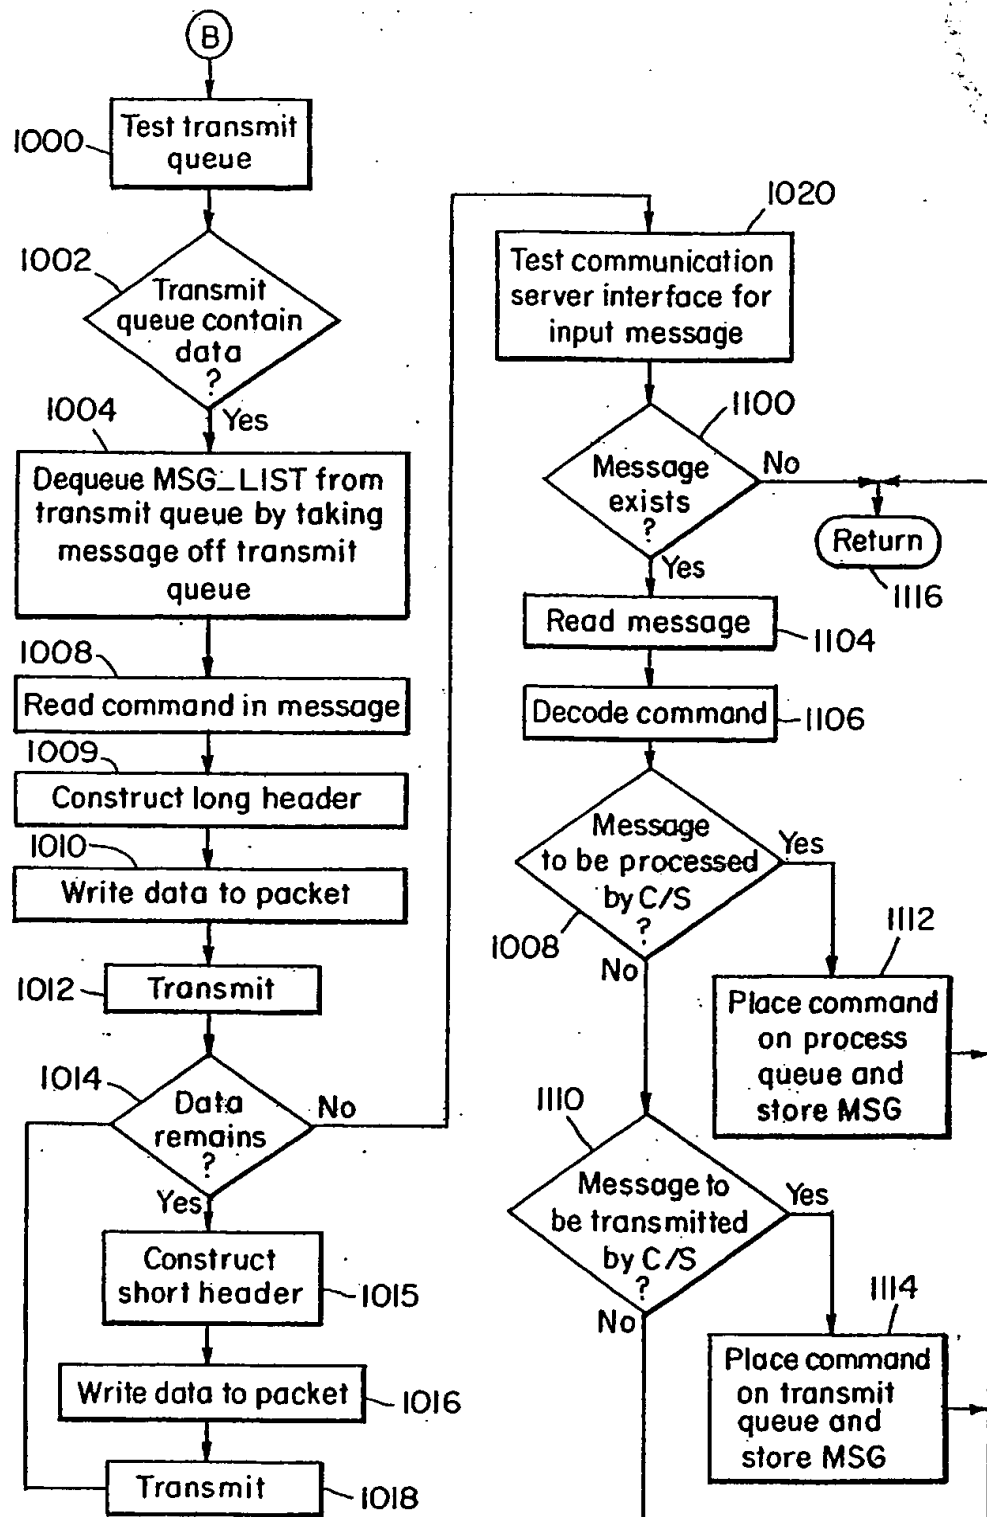 B
1000
Test transmit
queue
1002
Transmit
queue contain
data
?
Yes
1004
Dequeue MSG_LIST from
transmit queue by taking
message off transmit
queue
1008
Read command in message
1009
Construct long header
1010
Write data to packet
1012
Transmit
1014
Data
remains
?
No
Yes
Construct
short header
1015
Write data to packet
1016
Transmit
1018
1020
Test communication
server interface for
input message
1100
Message
exists
?
No
Yes
Return
1116
Read message
1104
Decode command
1106
Message
to be processed
by C/S
?
Yes
1008
No
1112
Place command
on process
queue and
store MSG
1110
Message to
be transmitted
by C/S
?
Yes
No
1114
Place command
on transmit
queue and
store MSG